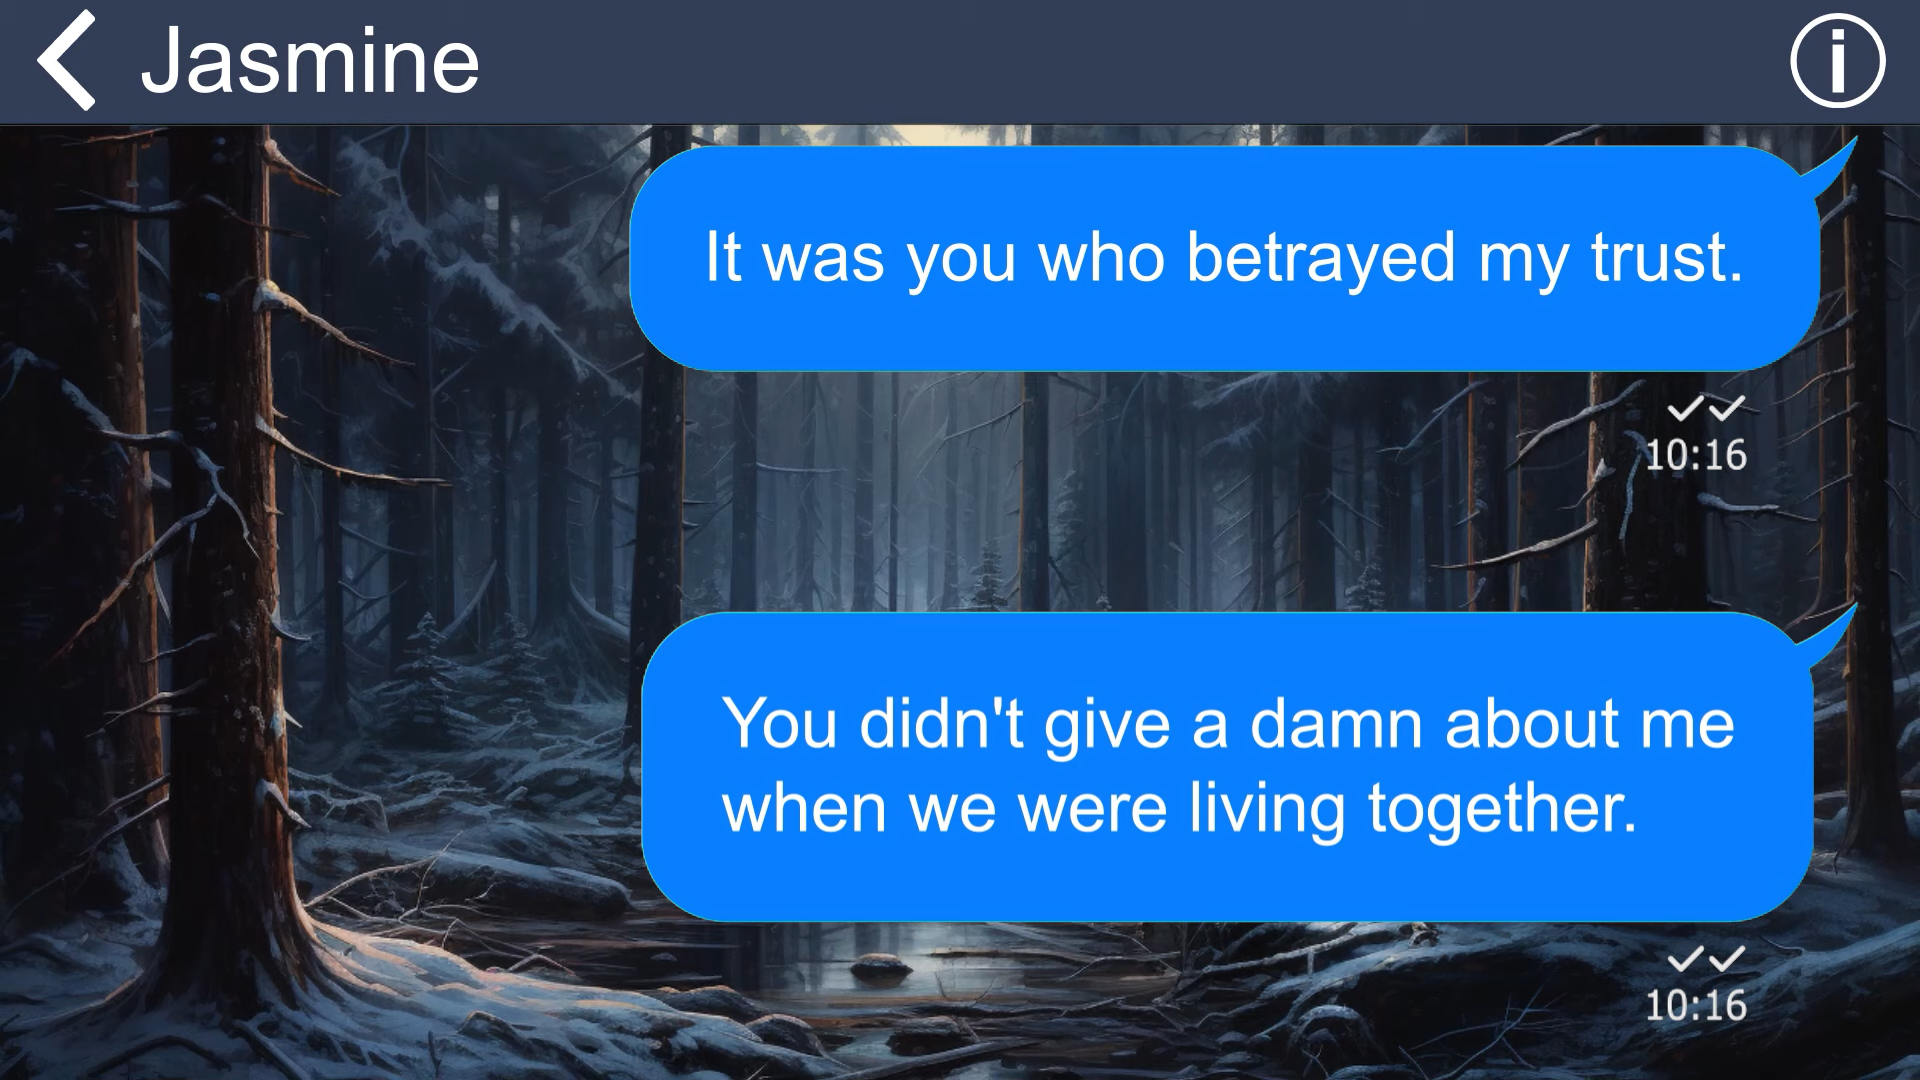 Jasmine
It was you who betrayed my trust.
10:16
You didn't give a damn about me
when we were living together.
10:16